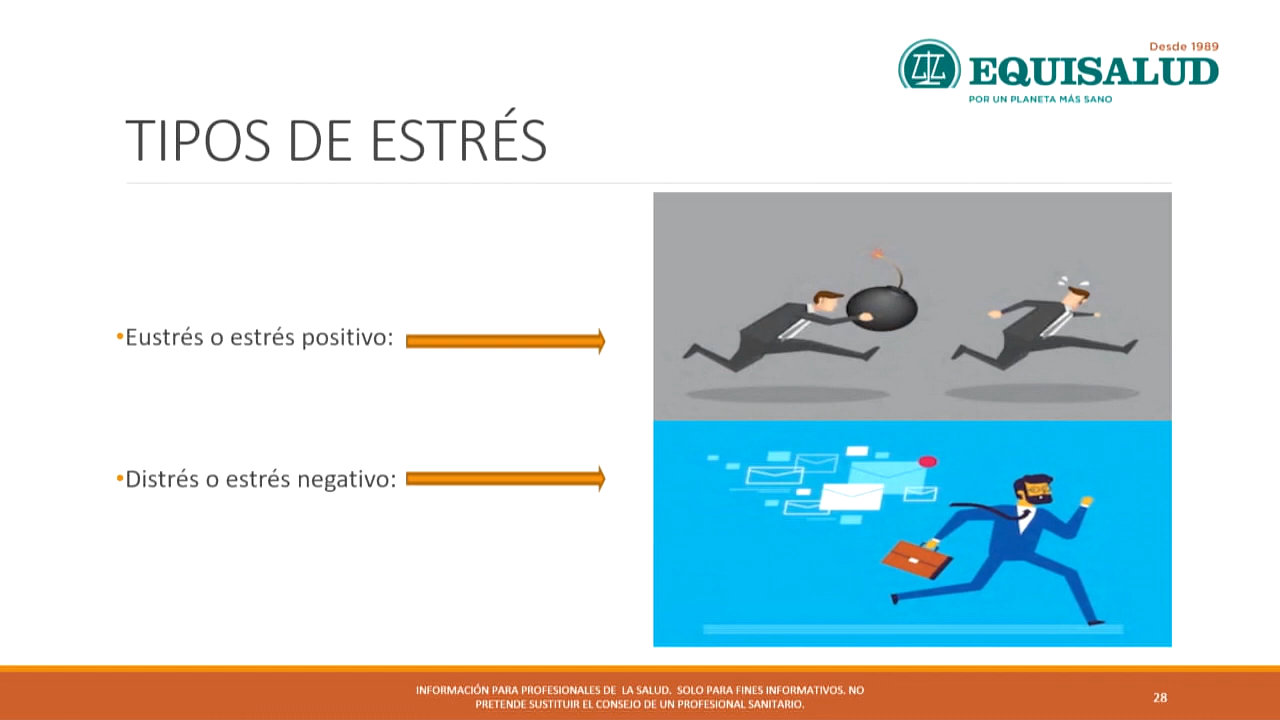 Desde 1989
EQUISALUD
POR UN PLANETA MÁS SANO
TIPOS DE ESTRÉS
•Eustrés o estrés positivo:
•Distrés o estrés negativo:
INFORMACIÓN PARA PROFESIONALES DE LA SALUD. SOLO PARA FINES INFORMATIVOS. NO
PRETENDE SUSTITUIR EL CONSEJO DE UN PROFESIONAL SANITARIO.
28